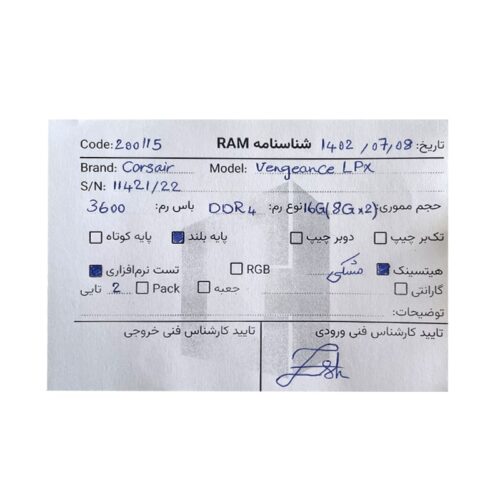 تاریخ: 1402 /07/08 شناسنامه RAM Code: 200115
Brand: Corsair Model: Vengeance LPX
S/N: 11421/22
حجم مموری: 16G(8G×2) نوع رم: DDR4 باس رم: 3600
تک‌بر چیپ دوبر چیپ پایه بلند پایه کوتاه
هیتسینک مشکی RGB تست نرم‌افزاری
گارانتی جعبه Pack 2 تایی
توضیحات:
تایید کارشناس فنی ورودی تایید کارشناس فنی خروجی